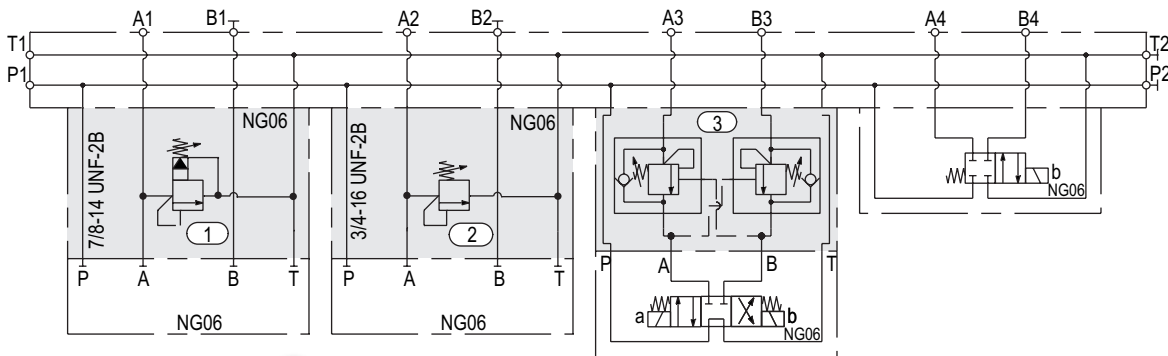 A1 B1 A2 B2 A3 B3 A4 B4
T1 T2
P1 P2
NG06 NG06 3
7/8-14 UNF-2B 3/4-16 UNF-2B
b
NG06
1 2
P A B T P A B T P A B T
a b
NG06 NG06 NG06